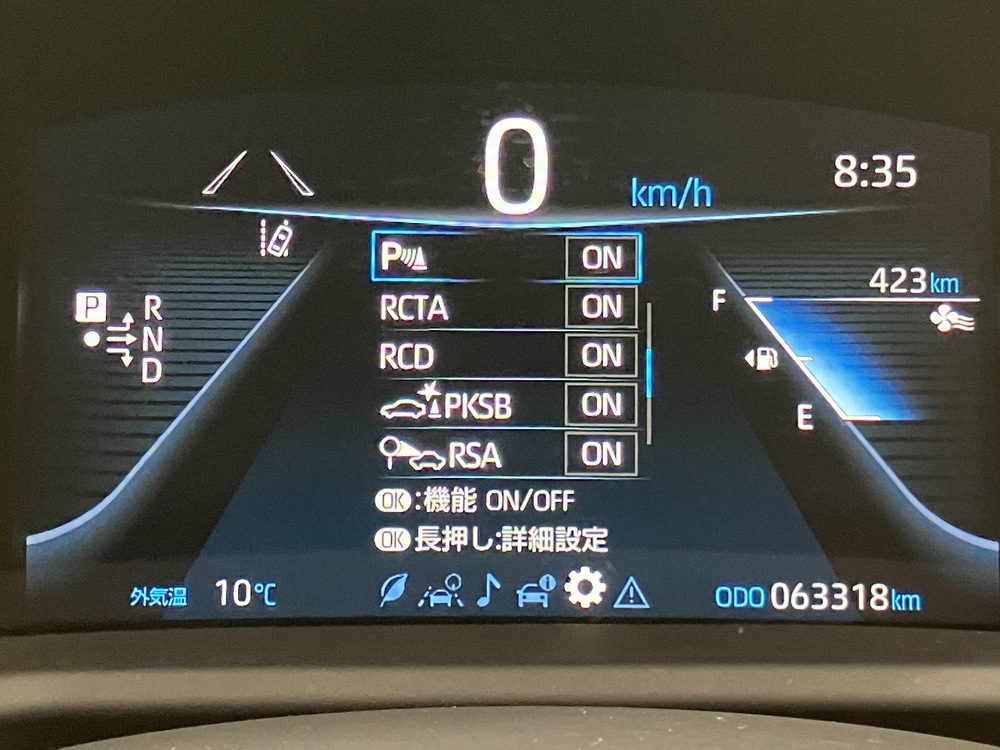 0 km/h
8:35
P ON
RCTA ON
RCD ON
PKSB ON
RSA ON
OK:機能 ON/OFF
OK長押し:詳細設定
P
R
N
D
423km
F
E
外気温 10℃
ODO 063318km